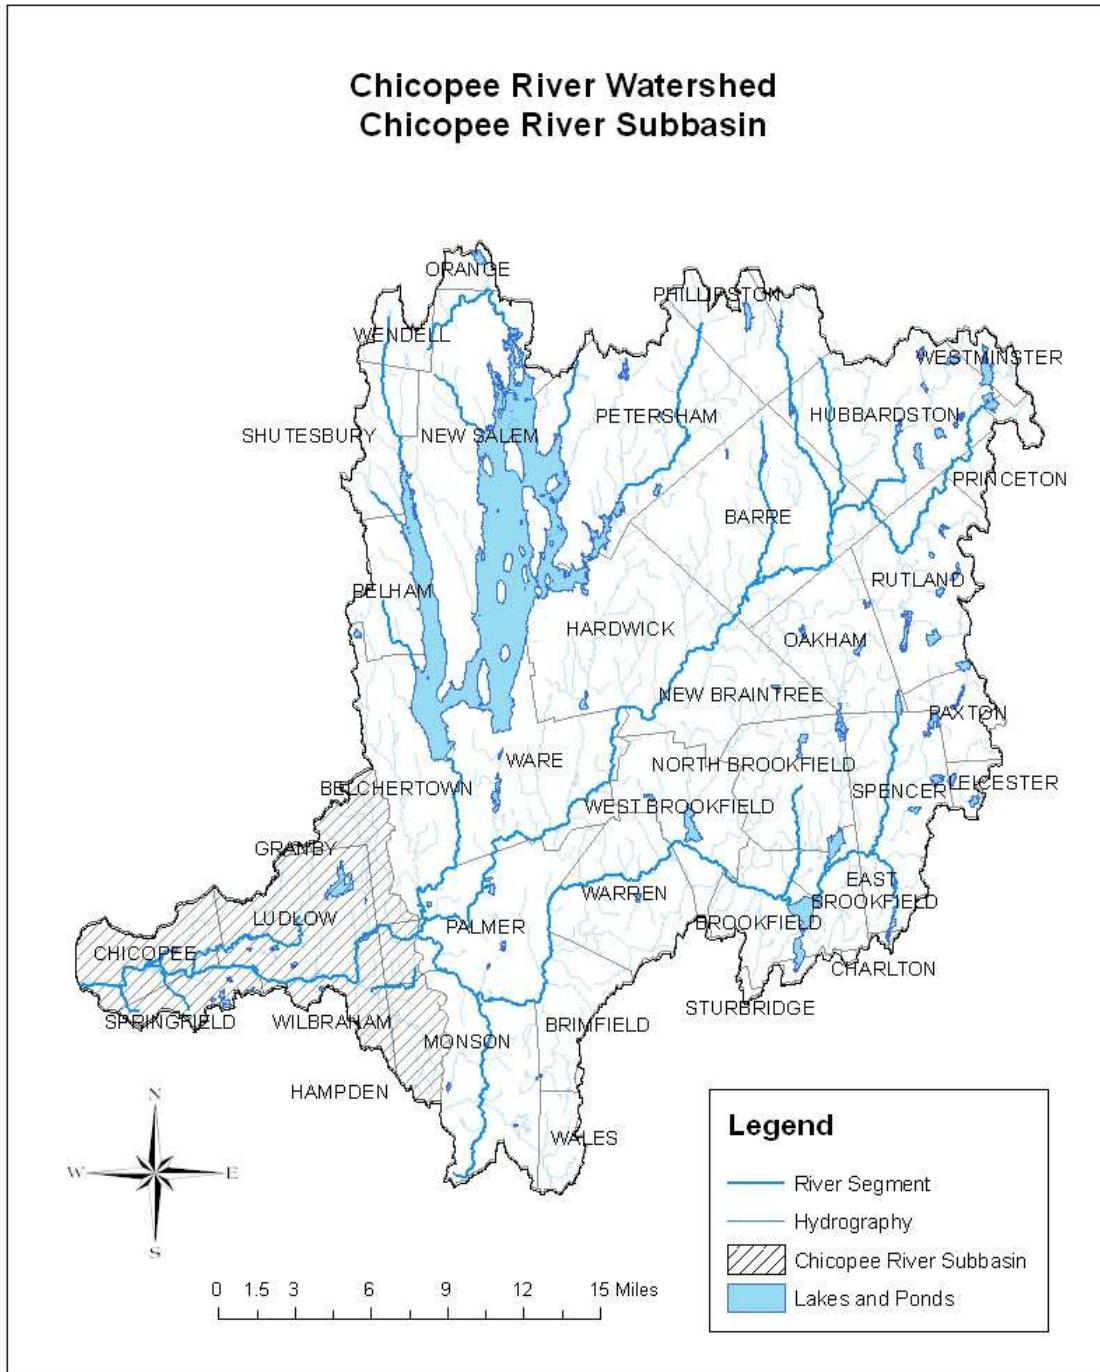 Chicopee River Watershed
Chicopee River Subbasin
ORANGE
PHILLIPSTON
WENDELL
WESTMINSTER
PETERSHAM
HUBBARDSTON
SHUTESBURY
NEW SALEM
PRINCETON
BARRE
RUTLAND
PELHAM
HARDWICK
OAKHAM
NEW BRAINTREE
PAXTON
WARE
NORTH BROOKFIELD
BELCHERTOWN
SPENCER
LEICESTER
WEST BROOKFIELD
GRANBY
EAST
BROOKFIELD
WARREN
LUDLOW
BROOKFIELD
PALMER
CHICOPEE
CHARLTON
STURBRIDGE
SPRINGFIELD
WILBRAHAM
BRIMFIELD
MONSON
HAMPDEN
WALES
N
W
E
S
Legend
River Segment
Hydrography
Chicopee River Subbasin
Lakes and Ponds
0 1.5 3 6 9 12 15 Miles